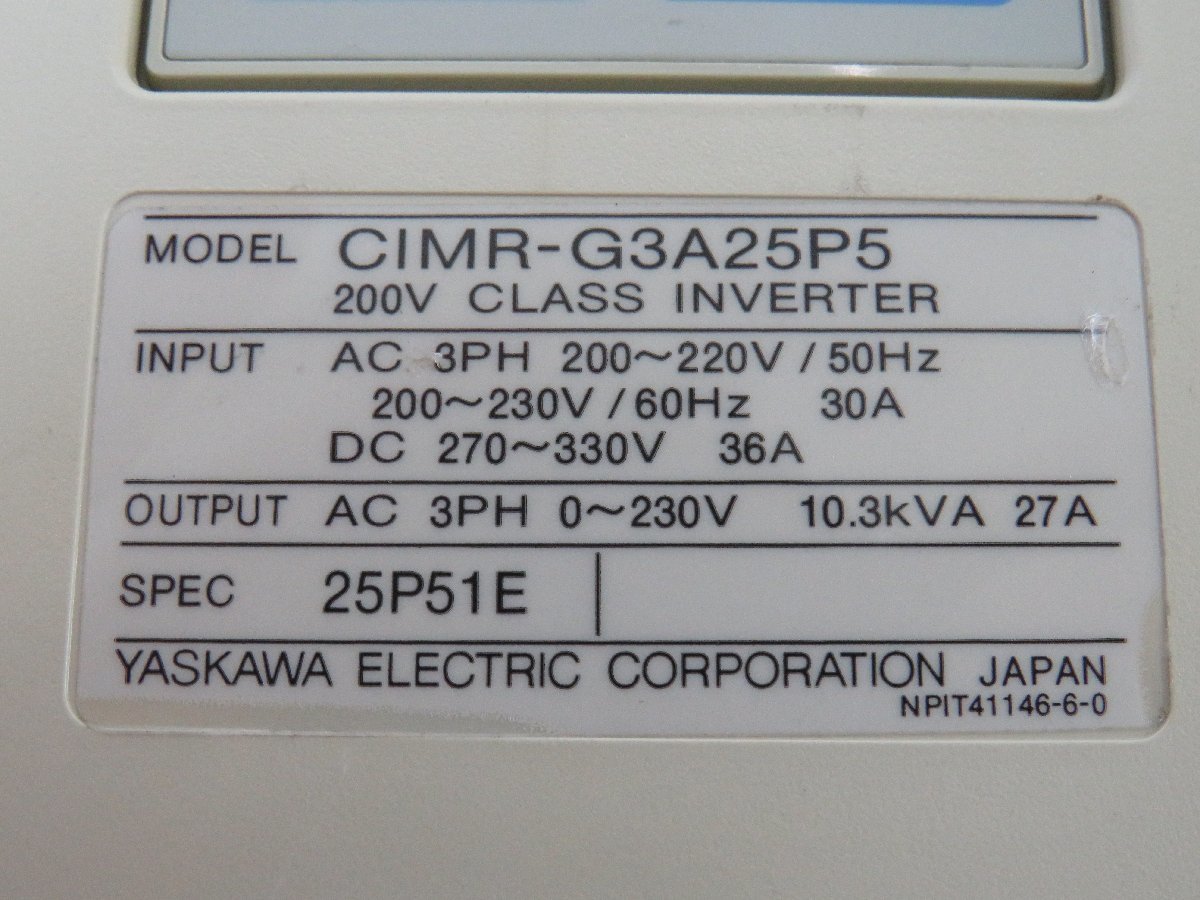 MODEL CIMR-G3A25P5
200V CLASS INVERTER
INPUT AC 3PH 200～220V / 50Hz
200～230V / 60Hz 30A
DC 270～330V 36A
OUTPUT AC 3PH 0～230V 10.3kVA 27A
SPEC 25P51E
YASKAWA ELECTRIC CORPORATION JAPAN
NPIT41146-6-0